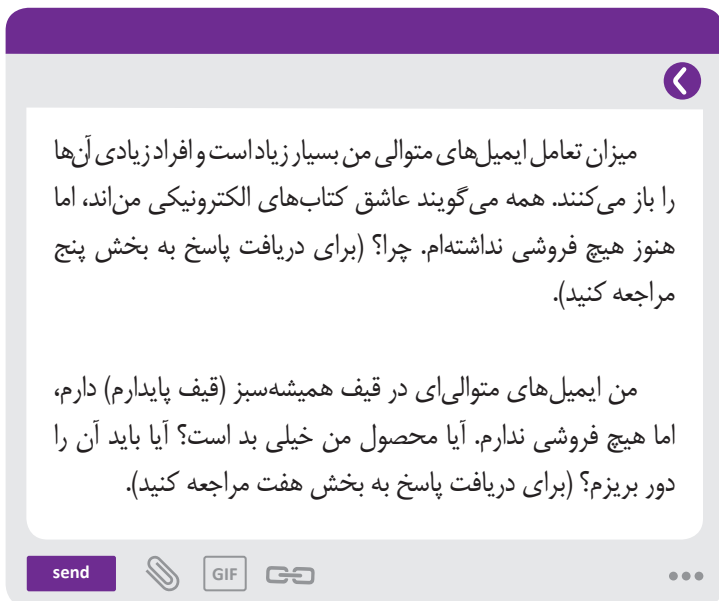 میزان تعامل ایمیل‌های متوالی من بسیار زیاد است و افراد زیادی آن‌ها
را باز می‌کنند. همه می‌گویند عاشق کتاب‌های الکترونیکی من‌اند، اما
هنوز هیچ فروشی نداشته‌ام. چرا؟ (برای دریافت پاسخ به بخش پنج
مراجعه کنید).
من ایمیل‌های متوالی‌ای در قیف همیشه‌سبز (قیف پایدارم) دارم،
اما هیچ فروشی ندارم. آیا محصول من خیلی بد است؟ آیا باید آن را
دور بریزم؟ (برای دریافت پاسخ به بخش هفت مراجعه کنید).
send
GIF